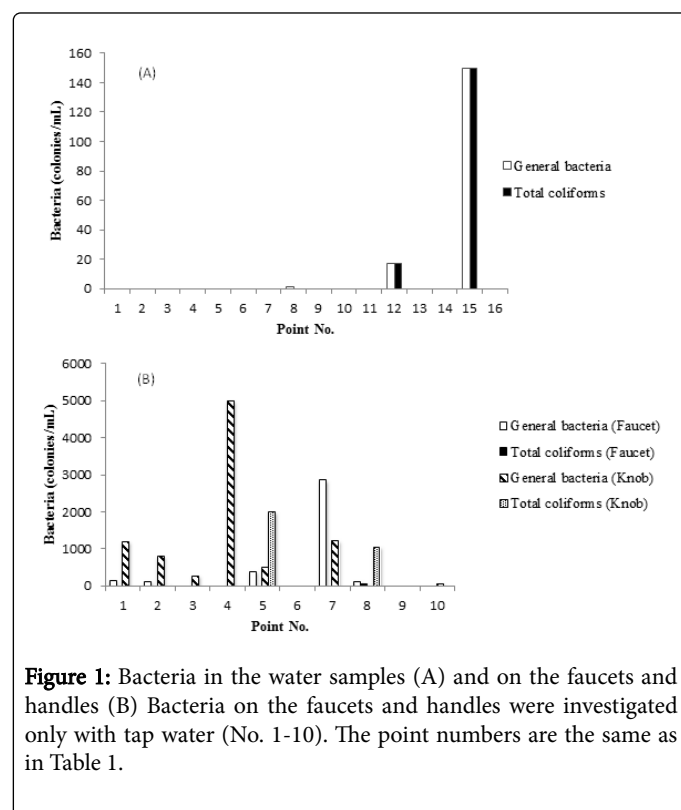 160
140
120
100
80
60
40
20
0
Bacteria (colonies/mL)
(A)
General bacteria
Total coliforms
1 2 3 4 5 6 7 8 9 10 11 12 13 14 15 16
Point No.
6000
5000
4000
3000
2000
1000
0
Bacteria (colonies/mL)
(B)
General bacteria (Faucet)
Total coliforms (Faucet)
General bacteria (Knob)
Total coliforms (Knob)
1 2 3 4 5 6 7 8 9 10
Point No.
Figure 1: Bacteria in the water samples (A) and on the faucets and
handles (B) Bacteria on the faucets and handles were investigated
only with tap water (No. 1-10). The point numbers are the same as
in Table 1.